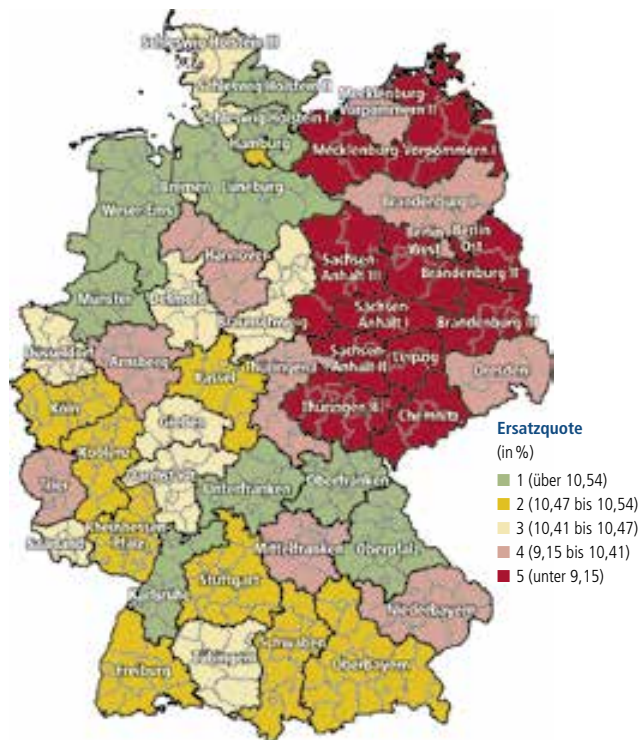 Schleswig-Holstein III
Schleswig-Holstein II
Schleswig-Holstein I
Mecklenburg-
Vorpommern II
Hamburg
Mecklenburg-Vorpommern I
Bremen
Lüneburg
Weser-Ems
Brandenburg I
Hannover
Berlin
West
Berlin
Ost
Sachsen-
Anhalt III
Brandenburg II
Münster
Detmold
Braunschweig
Sachsen-
Anhalt I
Brandenburg III
Düsseldorf
Arnsberg
Kassel
Thüringen I
Sachsen-
Anhalt II
Leipzig
Dresden
Köln
Gießen
Thüringen II
Chemnitz
Koblenz
Trier
Darmstadt
Unterfranken
Oberfranken
Saarland
Rheinhessen-
Pfalz
Mittelfranken
Oberpfalz
Karlsruhe
Stuttgart
Niederbayern
Freiburg
Tübingen
Schwaben
Oberbayern
Ersatzquote
(in %)
1 (über 10,54)
2 (10,47 bis 10,54)
3 (10,41 bis 10,47)
4 (9,15 bis 10,41)
5 (unter 9,15)